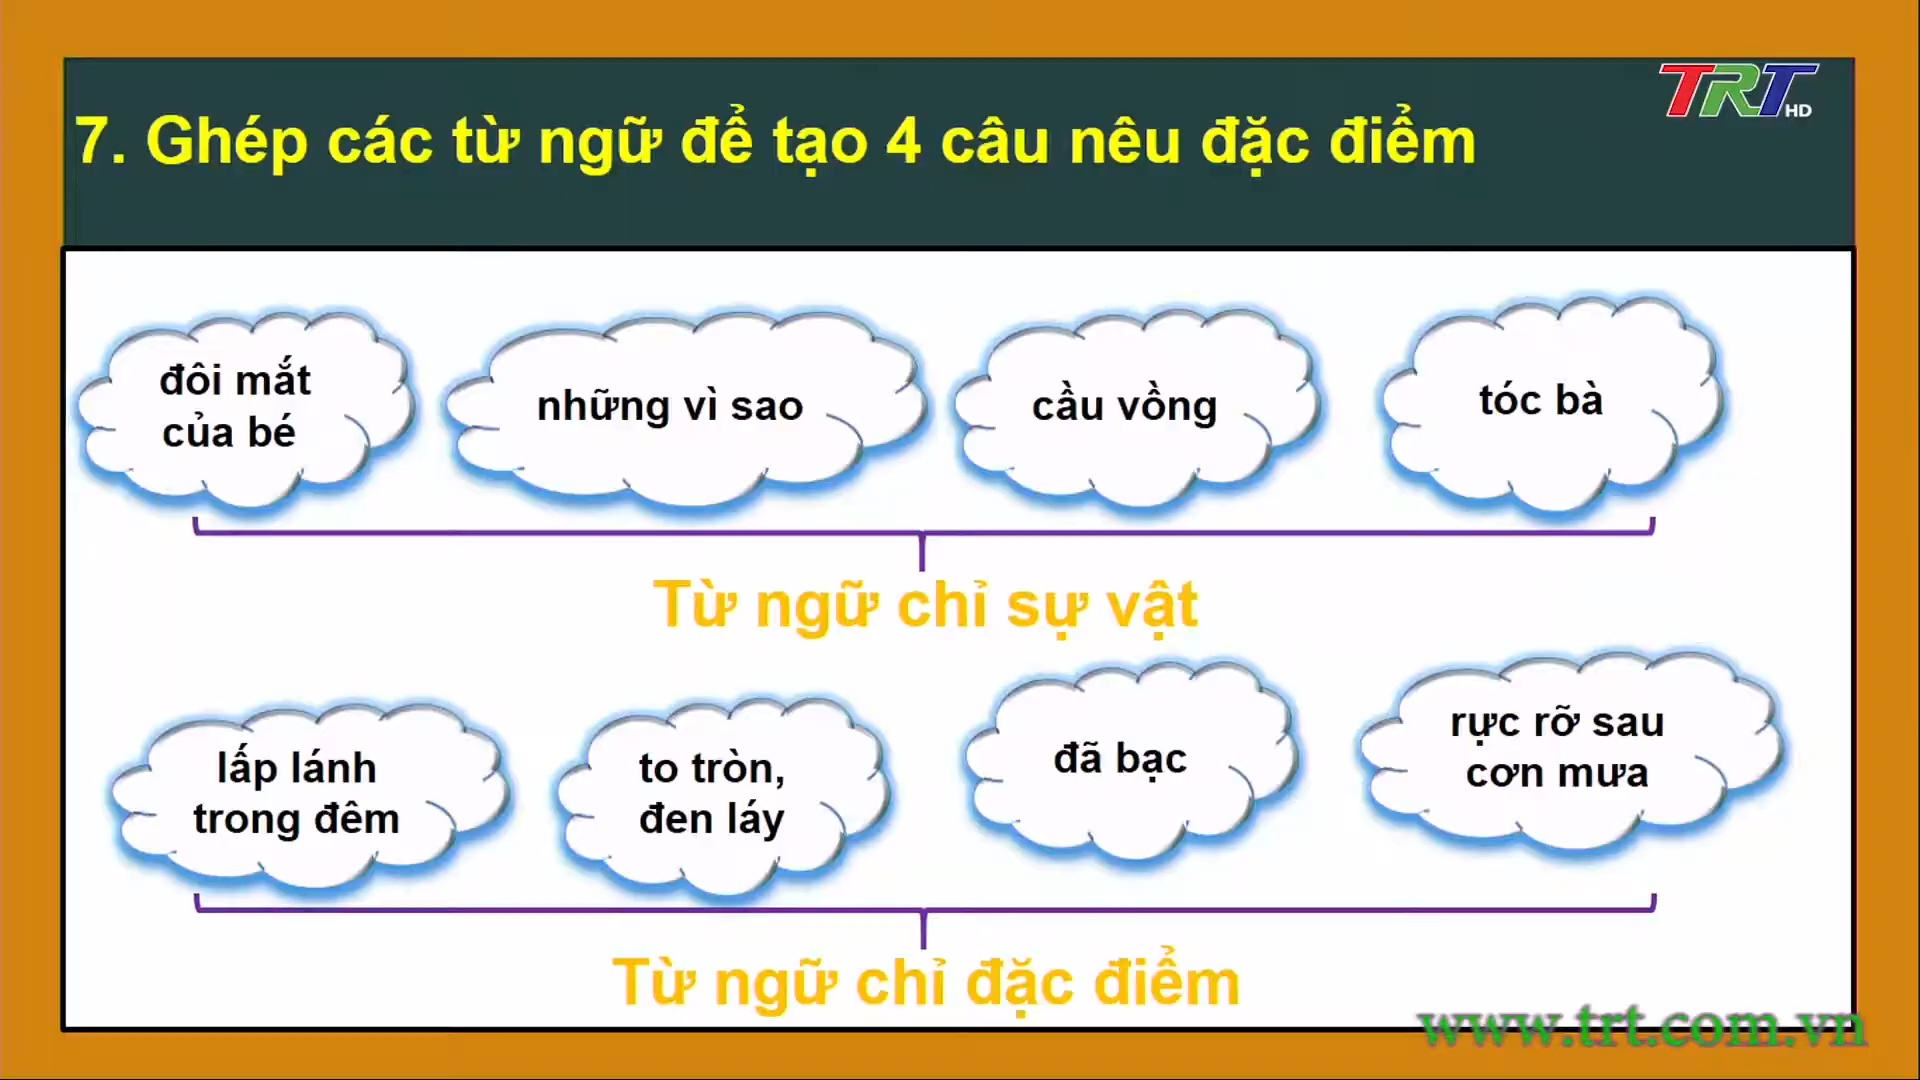 TRT HD
7. Ghép các từ ngữ để tạo 4 câu nêu đặc điểm
đôi mắt
của bé
những vì sao
cầu vồng
tóc bà
Từ ngữ chỉ sự vật
lấp lánh
trong đêm
to tròn,
đen láy
đã bạc
rực rỡ sau
cơn mưa
Từ ngữ chỉ đặc điểm
www.trt.com.vn